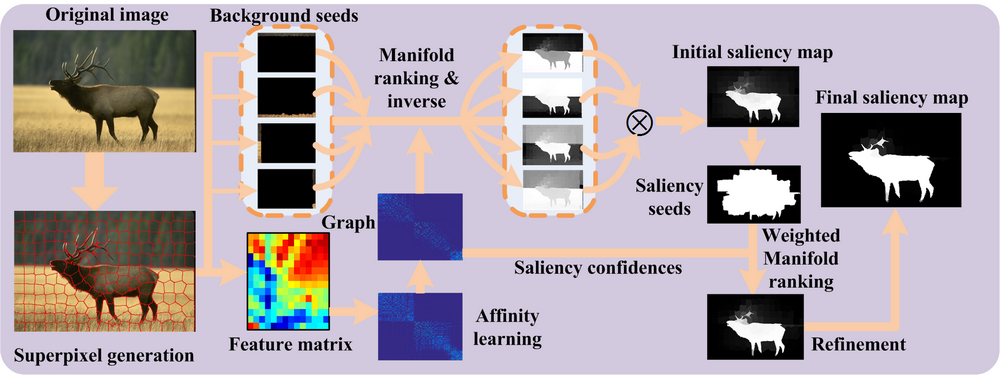 Original image
Background seeds
Manifold
ranking &
inverse
Initial saliency map
Final saliency map
Saliency
seeds
Graph
Saliency confidences
Weighted
Manifold
ranking
Superpixel generation
Feature matrix
Affinity
learning
Refinement